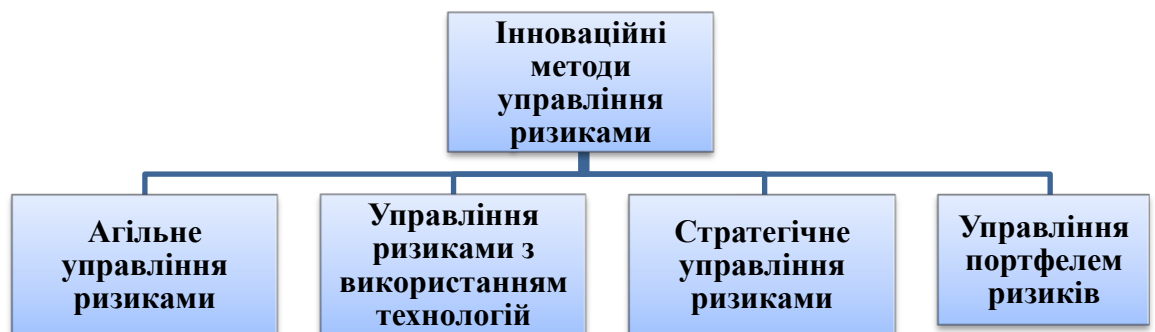 Інноваційні
методи
управління
ризиками
Агільне
управління
ризиками
Управління
ризиками з
використанням
технологій
Стратегічне
управління
ризиками
Управління
портфелем
ризиків